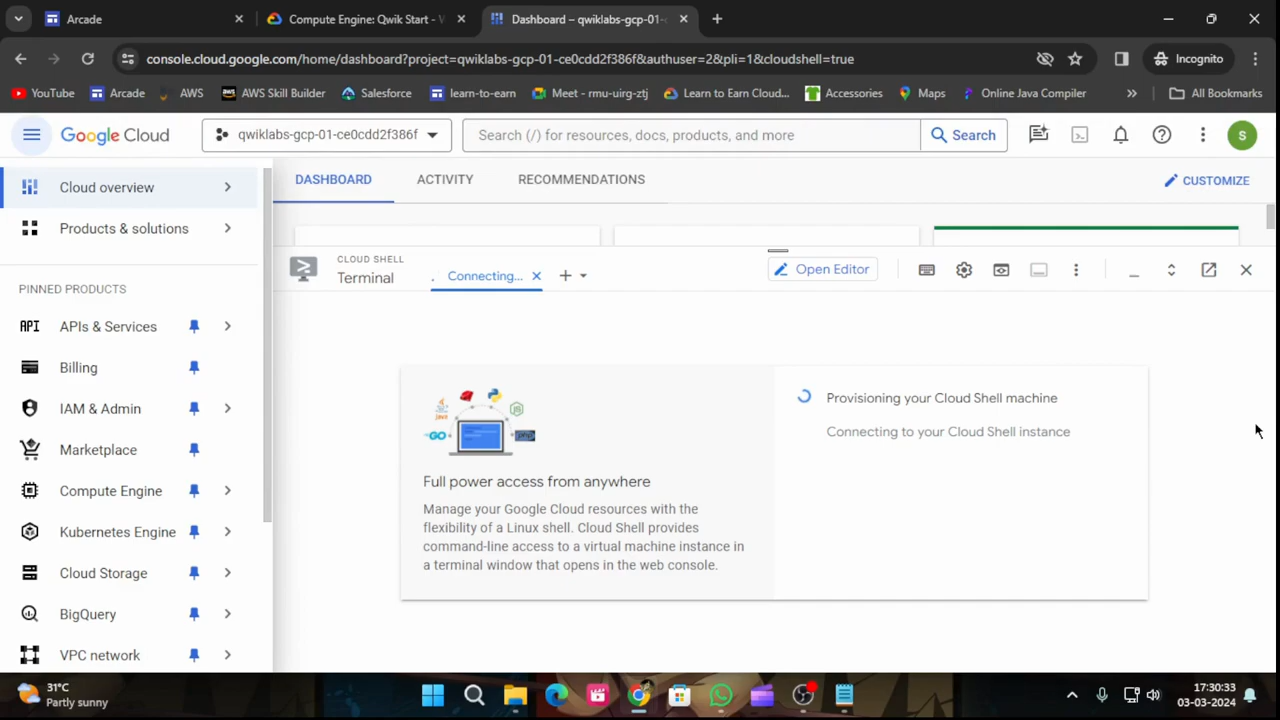 Arcade
Compute Engine: Qwik Start -
Dashboard – qwiklabs-gcp-01-
console.cloud.google.com/home/dashboard?project=qwiklabs-gcp-01-ce0cdd2f386f&authuser=2&pli=1&cloudshell=true
Incognito
YouTube
Arcade
AWS
AWS Skill Builder
Salesforce
learn-to-earn
Meet - rmu-uirg-ztj
Learn to Earn Cloud...
Accessories
Maps
Online Java Compiler
»
All Bookmarks
Google Cloud
qwiklabs-gcp-01-ce0cdd2f386f
Search (/) for resources, docs, products, and more
Search
S
Cloud overview
Products & solutions
PINNED PRODUCTS
API APIs & Services
Billing
IAM & Admin
Marketplace
Compute Engine
Kubernetes Engine
Cloud Storage
BigQuery
VPC network
DASHBOARD
ACTIVITY
RECOMMENDATIONS
CUSTOMIZE
CLOUD SHELL
Terminal
Connecting...
Open Editor
Full power access from anywhere
Manage your Google Cloud resources with the
flexibility of a Linux shell. Cloud Shell provides
command-line access to a virtual machine instance in
a terminal window that opens in the web console.
Provisioning your Cloud Shell machine
Connecting to your Cloud Shell instance
31°C
Partly sunny
17:30:33
03-03-2024